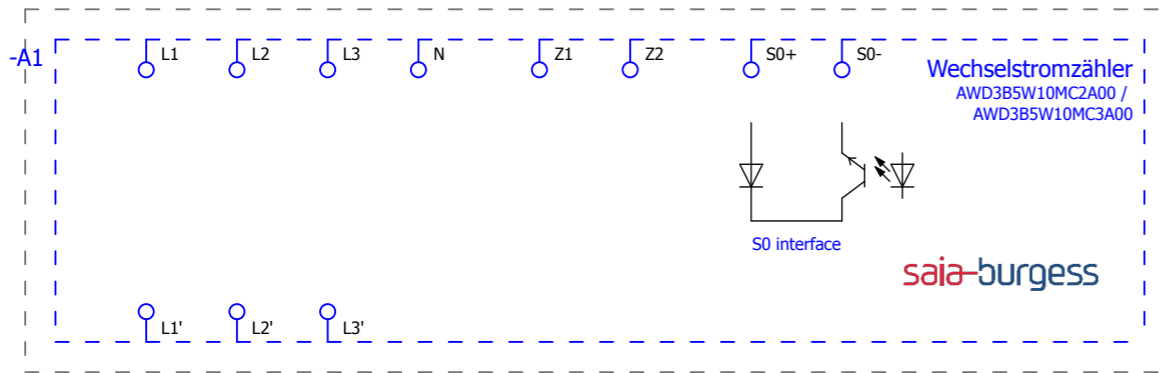 -A1
L1 L2 L3 N Z1 Z2 S0+ S0-
Wechselstromzähler
AWD3B5W10MC2A00 /
AWD3B5W10MC3A00
S0 interface
saia-burgess
L1' L2' L3'